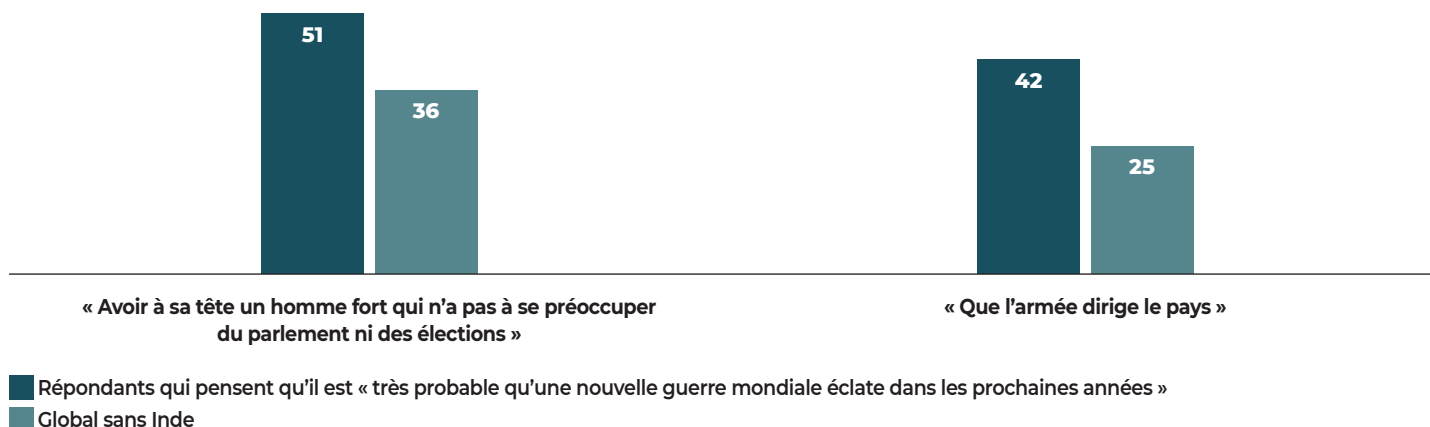 51
36
42
25
« Avoir à sa tête un homme fort qui n’a pas à se préoccuper
du parlement ni des élections »
« Que l’armée dirige le pays »
Répondants qui pensent qu’il est « très probable qu’une nouvelle guerre mondiale éclate dans les prochaines années »
Global sans Inde